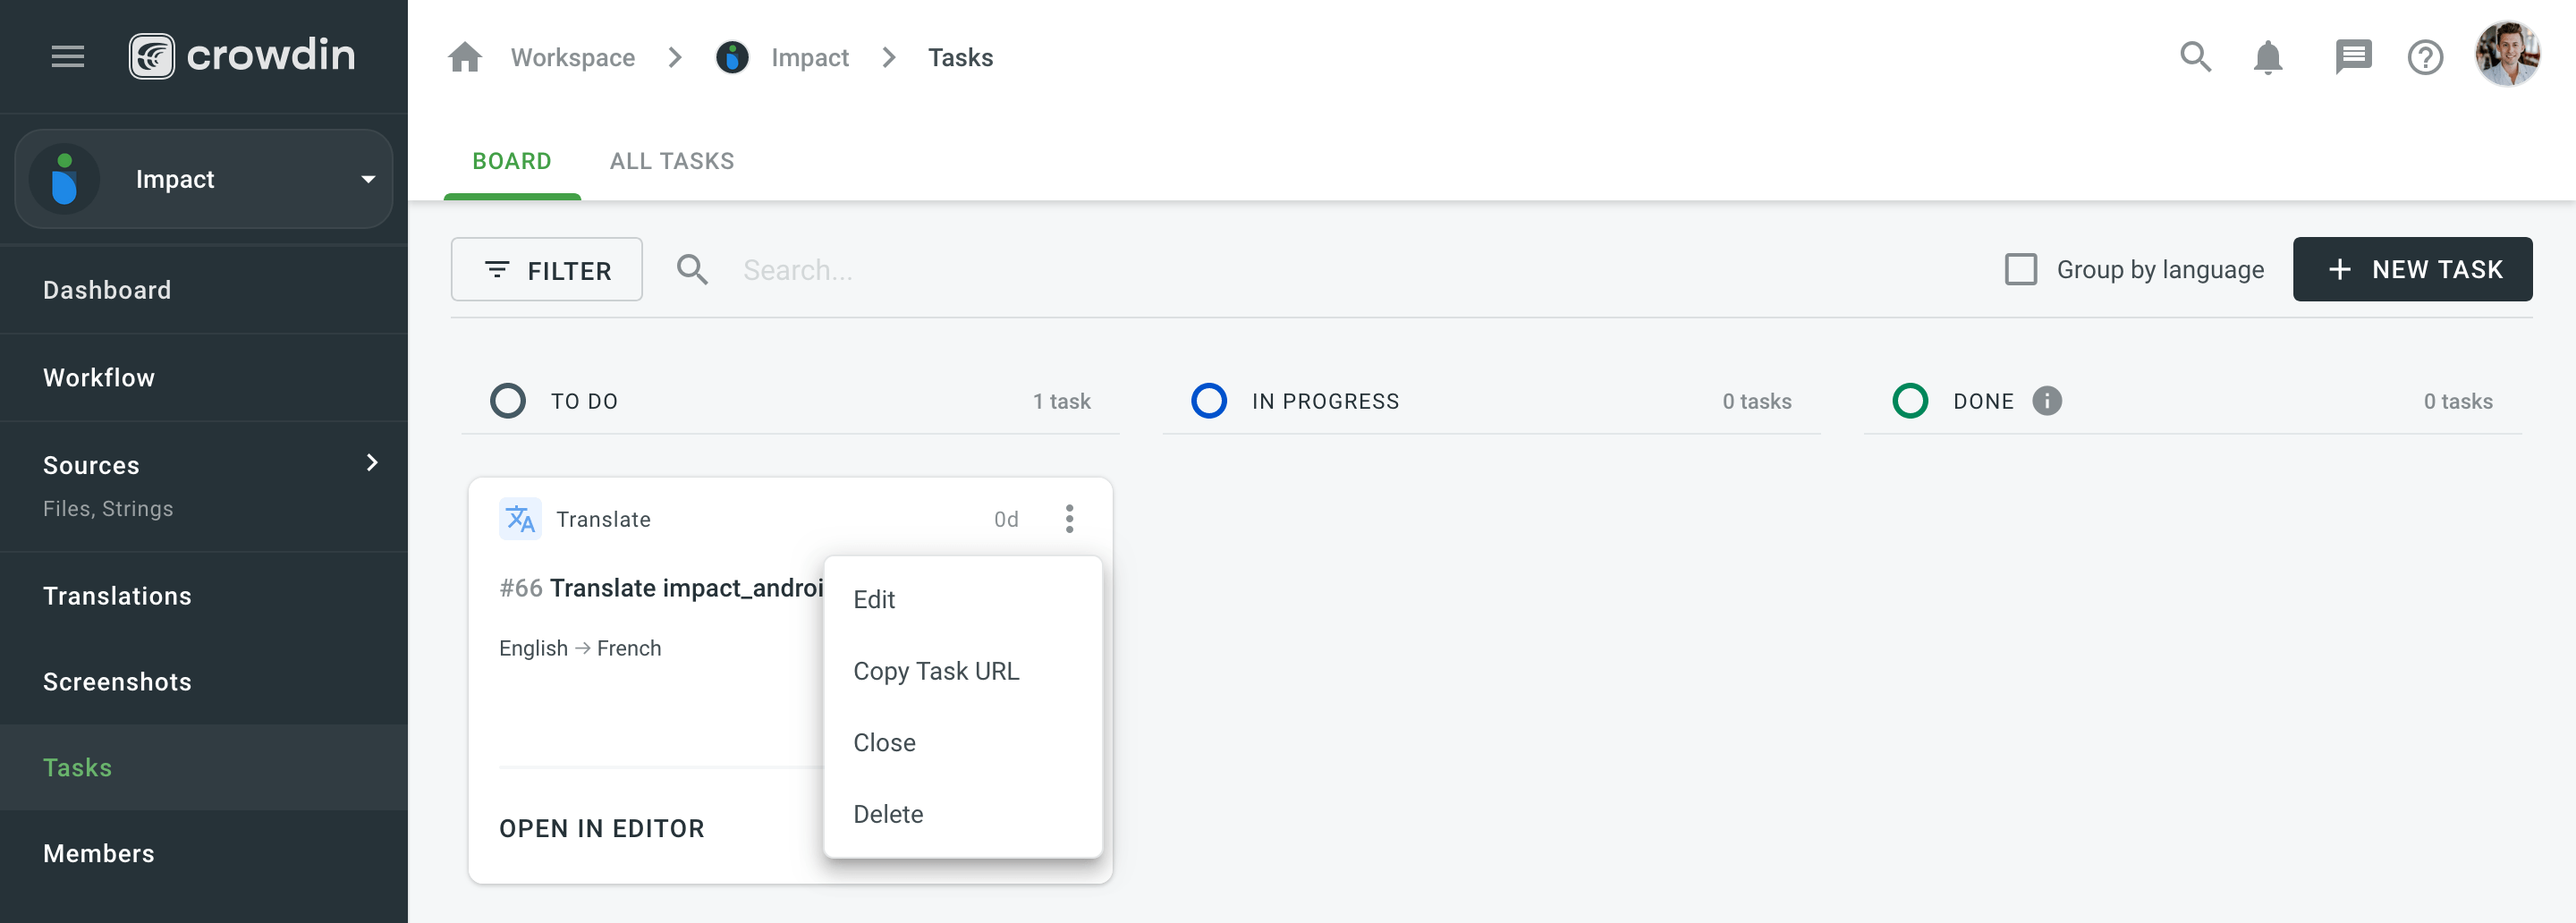 crowdin
Workspace Impact Tasks
BOARD ALL TASKS
Impact
FILTER Search... Group by language NEW TASK
Dashboard
Workflow
Sources
Files, Strings
Translations
Screenshots
Tasks
Members
TO DO 1 task
IN PROGRESS 0 tasks
DONE 0 tasks
Translate 0d
#66 Translate impact_androi
English → French
OPEN IN EDITOR
Edit
Copy Task URL
Close
Delete